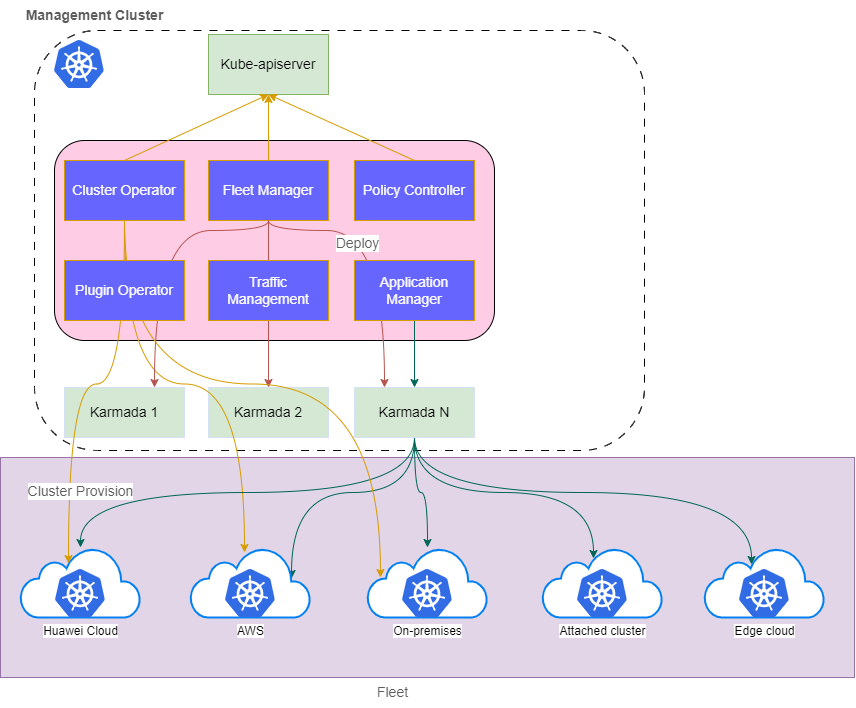 Management Cluster
Kube-apiserver
Cluster Operator
Fleet Manager
Policy Controller
Deploy
Plugin Operator
Traffic
Management
Application
Manager
Karmada 1
Karmada 2
Karmada N
Cluster Provision
Huawei Cloud
AWS
On-premises
Attached cluster
Edge cloud
Fleet